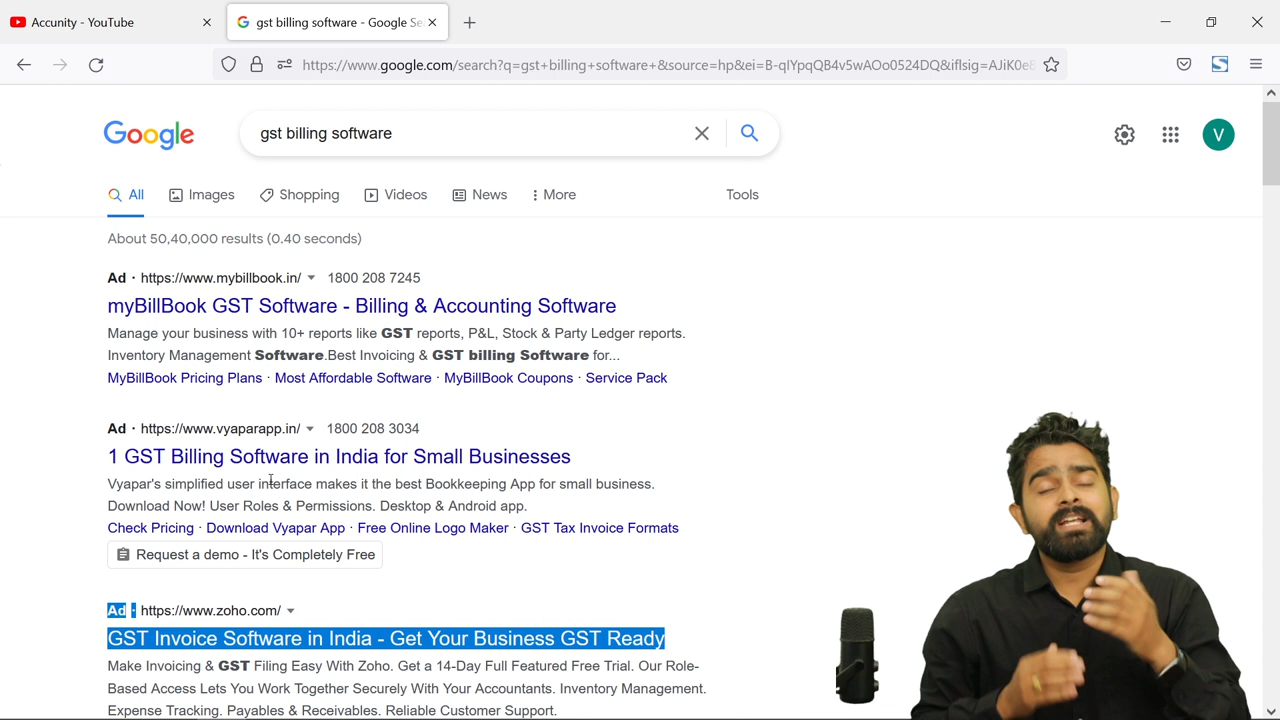 Accunity - YouTube
gst billing software - Google Se
https://www.google.com/search?q=gst+billing+software+&source=hp&ei=B-qIYpqQB4v5wAOo0524DQ&iflsig=AJiK0e8
Google
gst billing software
V
All Images Shopping Videos News More Tools
About 50,40,000 results (0.40 seconds)
Ad · https://www.mybillbook.in/ 1800 208 7245
myBillBook GST Software - Billing & Accounting Software
Manage your business with 10+ reports like GST reports, P&L, Stock & Party Ledger reports.
Inventory Management Software.Best Invoicing & GST billing Software for...
MyBillBook Pricing Plans · Most Affordable Software · MyBillBook Coupons · Service Pack
Ad · https://www.vyaparapp.in/ 1800 208 3034
1 GST Billing Software in India for Small Businesses
Vyapar's simplified user interface makes it the best Bookkeeping App for small business.
Download Now! User Roles & Permissions. Desktop & Android app.
Check Pricing · Download Vyapar App · Free Online Logo Maker · GST Tax Invoice Formats
Request a demo - It's Completely Free
Ad · https://www.zoho.com/
GST Invoice Software in India - Get Your Business GST Ready
Make Invoicing & GST Filing Easy With Zoho. Get a 14-Day Full Featured Free Trial. Our Role-
Based Access Lets You Work Together Securely With Your Accountants. Inventory Management.
Expense Tracking. Payables & Receivables. Reliable Customer Support.